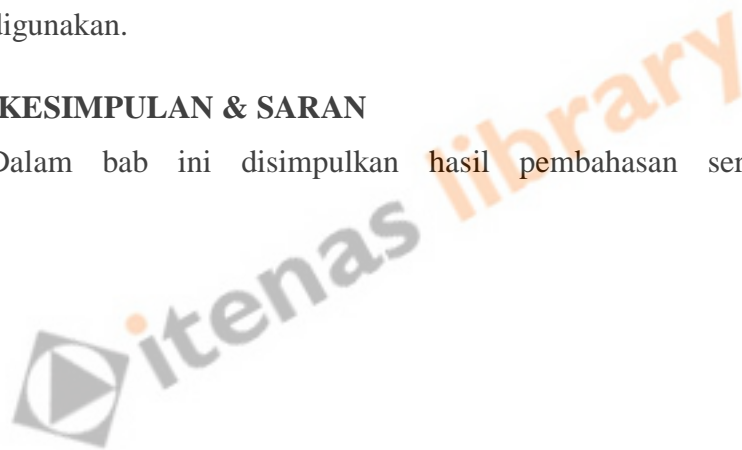 digunakan.
KESIMPULAN & SARAN
Dalam bab ini disimpulkan hasil pembahasan ser
itenas library